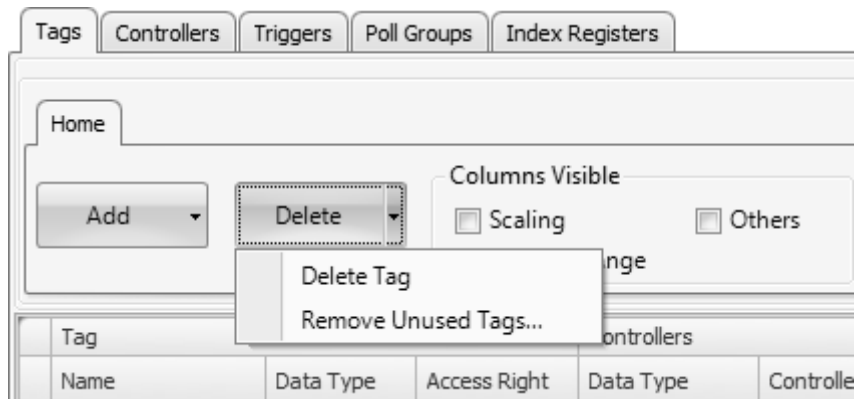 Tags Controllers Triggers Poll Groups Index Registers
Home
Columns Visible
Add Delete Scaling Others
Delete Tag
Remove Unused Tags...
Tag
Name Data Type Access Right Data Type